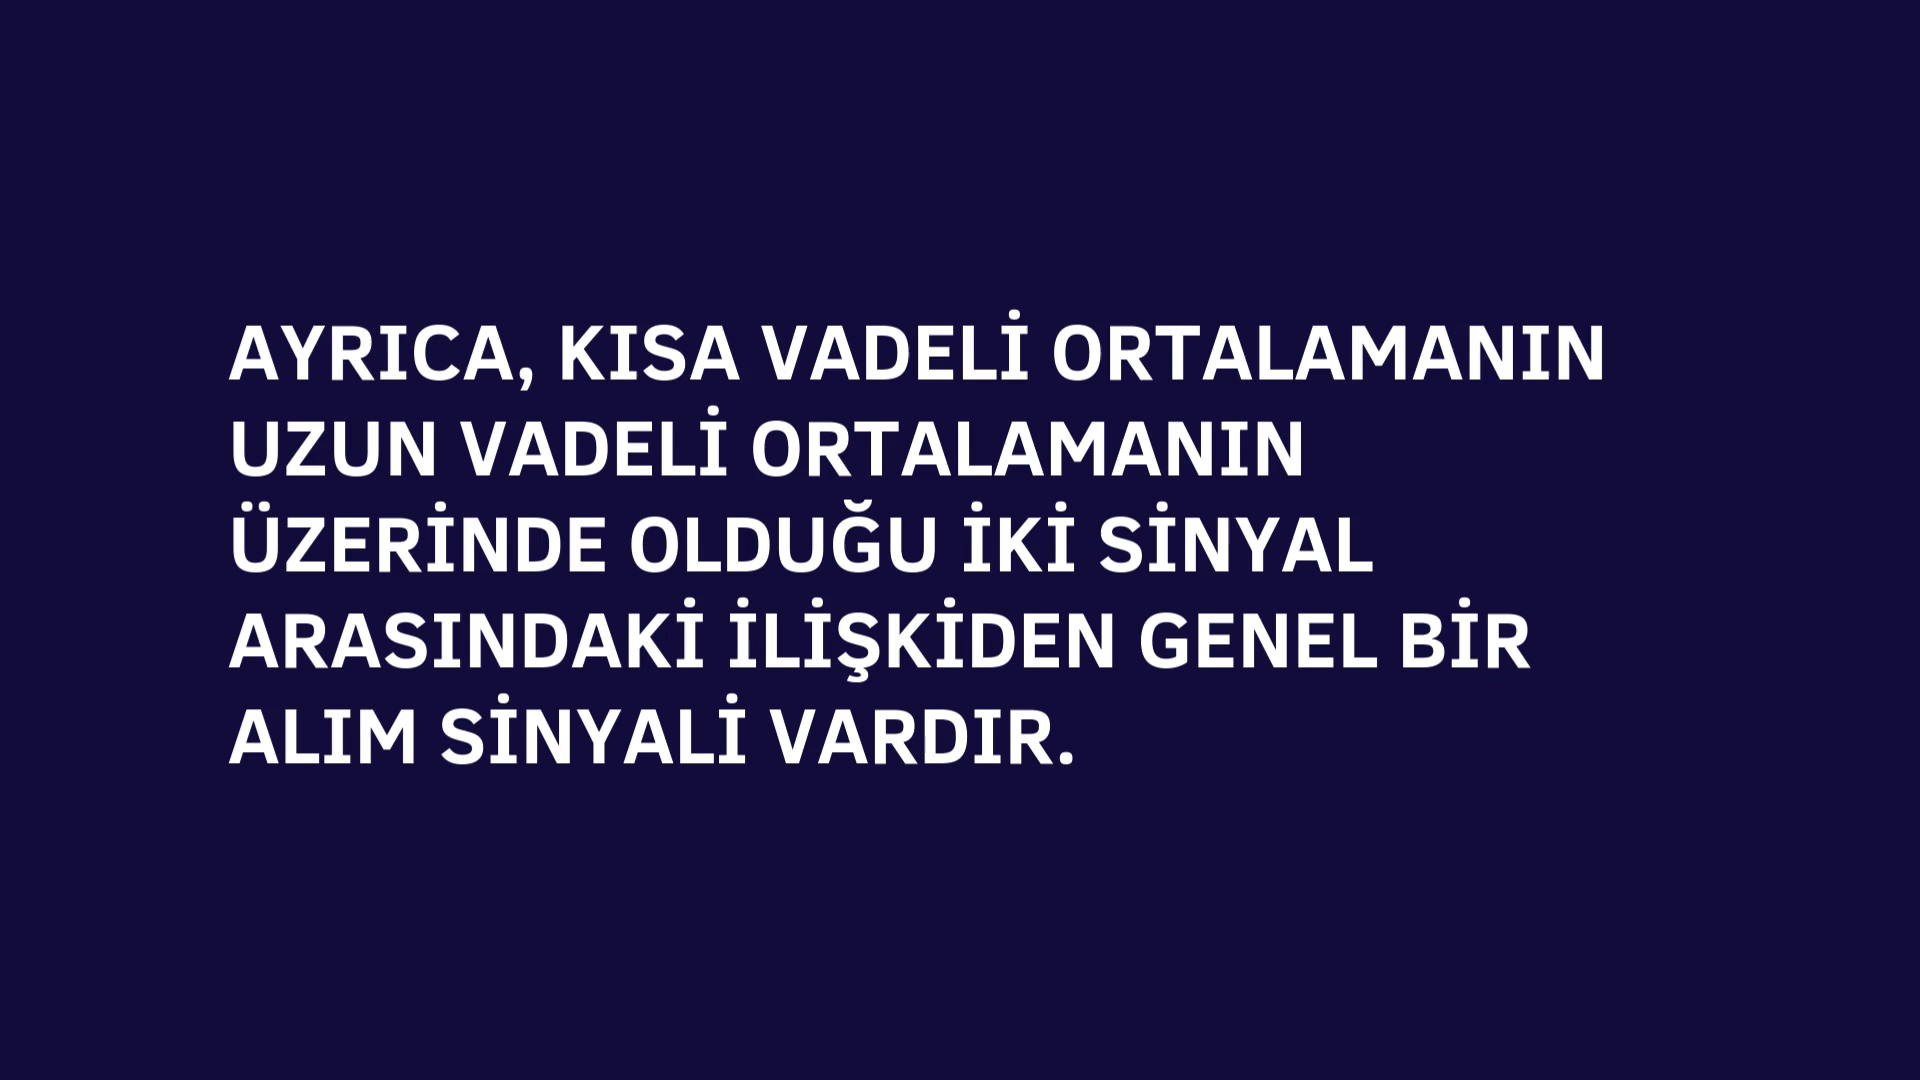 AYRICA, KISA VADELİ ORTALAMANIN
UZUN VADELİ ORTALAMANIN
ÜZERİNDE OLDUĞU İKİ SİNYAL
ARASINDAKİ İLİŞKİDEN GENEL BİR
ALIM SİNYALİ VARDIR.